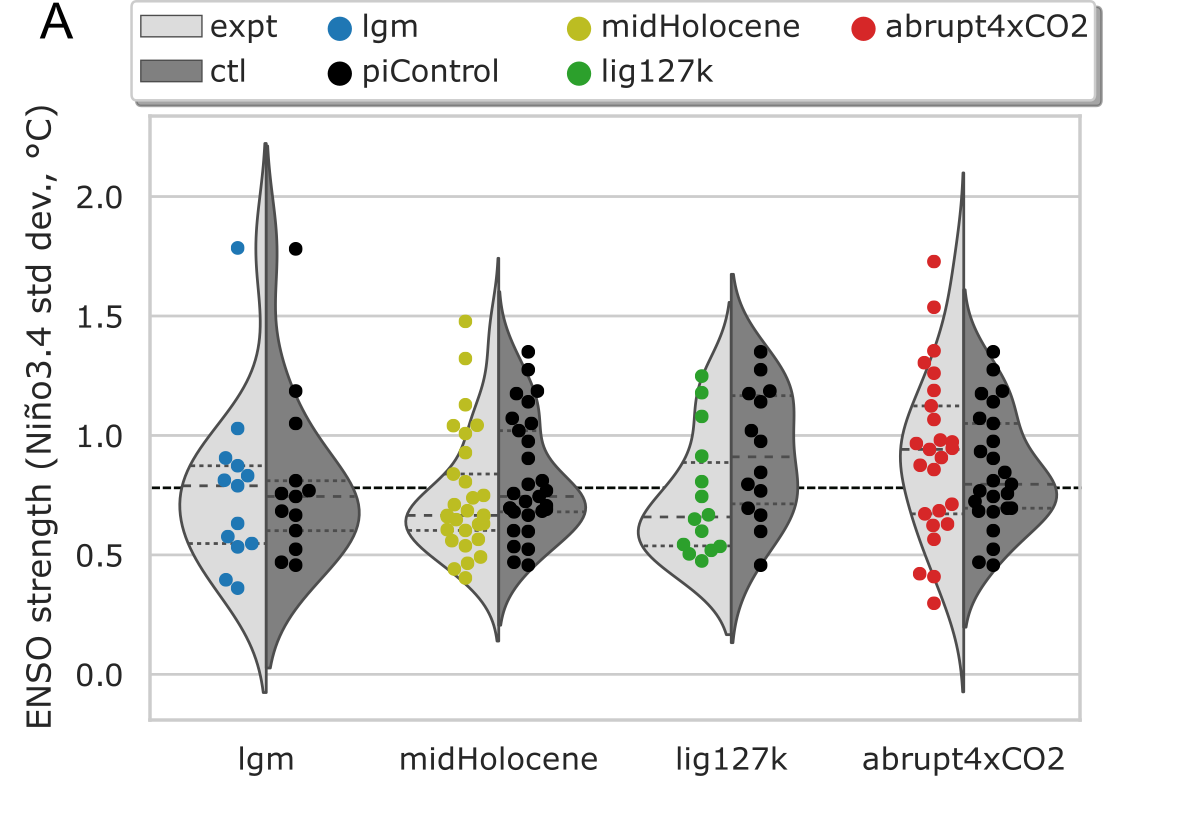 A
expt
lgm
midHolocene
abrupt4xCO2
ctl
piControl
lig127k
ENSO strength (Niño3.4 std dev., °C)
2.0
1.5
1.0
0.5
0.0
lgm
midHolocene
lig127k
abrupt4xCO2